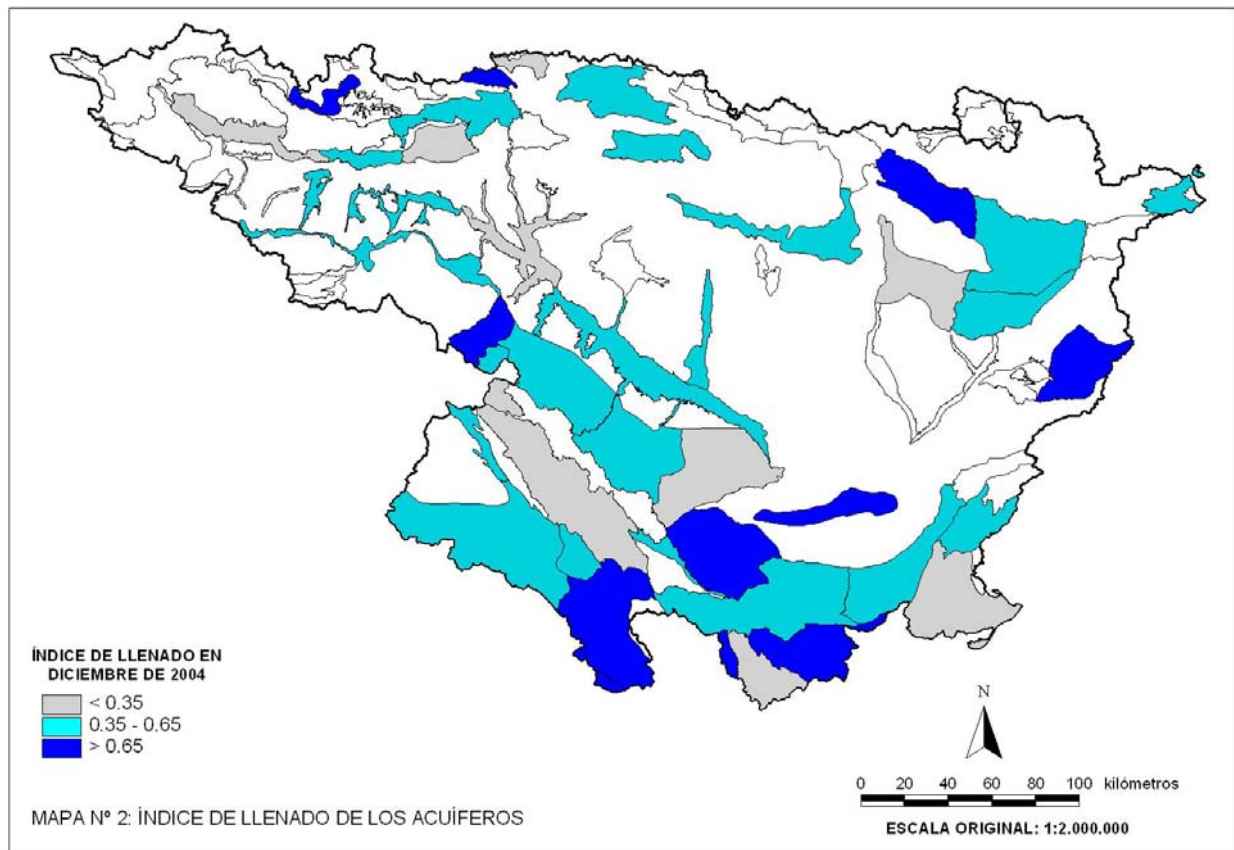 ÍNDICE DE LLENADO EN
DICIEMBRE DE 2004
< 0.35
0.35 - 0.65
> 0.65
MAPA Nº 2: ÍNDICE DE LLENADO DE LOS ACUÍFEROS
N
0 20 40 60 80 100 kilómetros
ESCALA ORIGINAL: 1:2.000.000